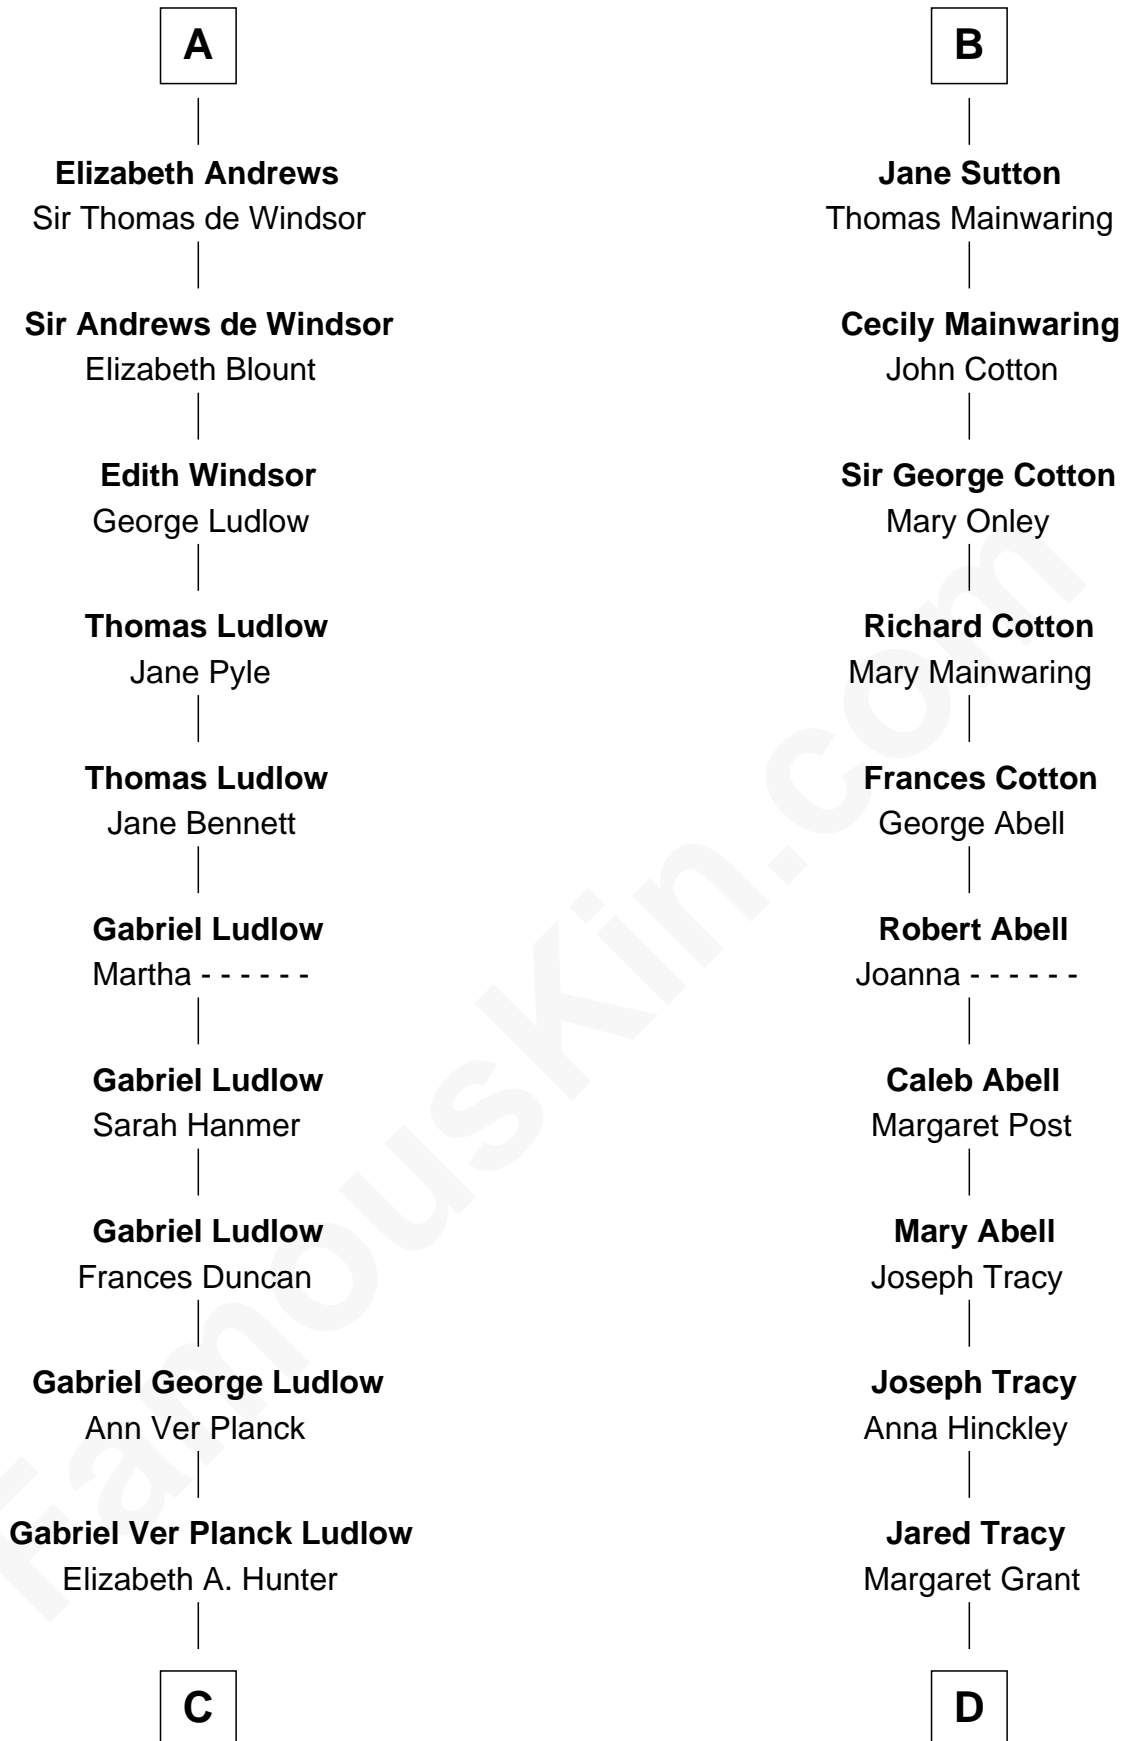 A
Elizabeth Andrews
Sir Thomas de Windsor
Sir Andrews de Windsor
Elizabeth Blount
Edith Windsor
George Ludlow
Thomas Ludlow
Jane Pyle
Thomas Ludlow
Jane Bennett
Gabriel Ludlow
Martha - - - - - -
Gabriel Ludlow
Sarah Hanmer
Gabriel Ludlow
Frances Duncan
Gabriel George Ludlow
Ann Ver Planck
Gabriel Ver Planck Ludlow
Elizabeth A. Hunter
C
B
Jane Sutton
Thomas Mainwaring
Cecily Mainwaring
John Cotton
Sir George Cotton
Mary Onley
Richard Cotton
Mary Mainwaring
Frances Cotton
George Abell
Robert Abell
Joanna - - - - - -
Caleb Abell
Margaret Post
Mary Abell
Joseph Tracy
Joseph Tracy
Anna Hinckley
Jared Tracy
Margaret Grant
D
FamousKin.com